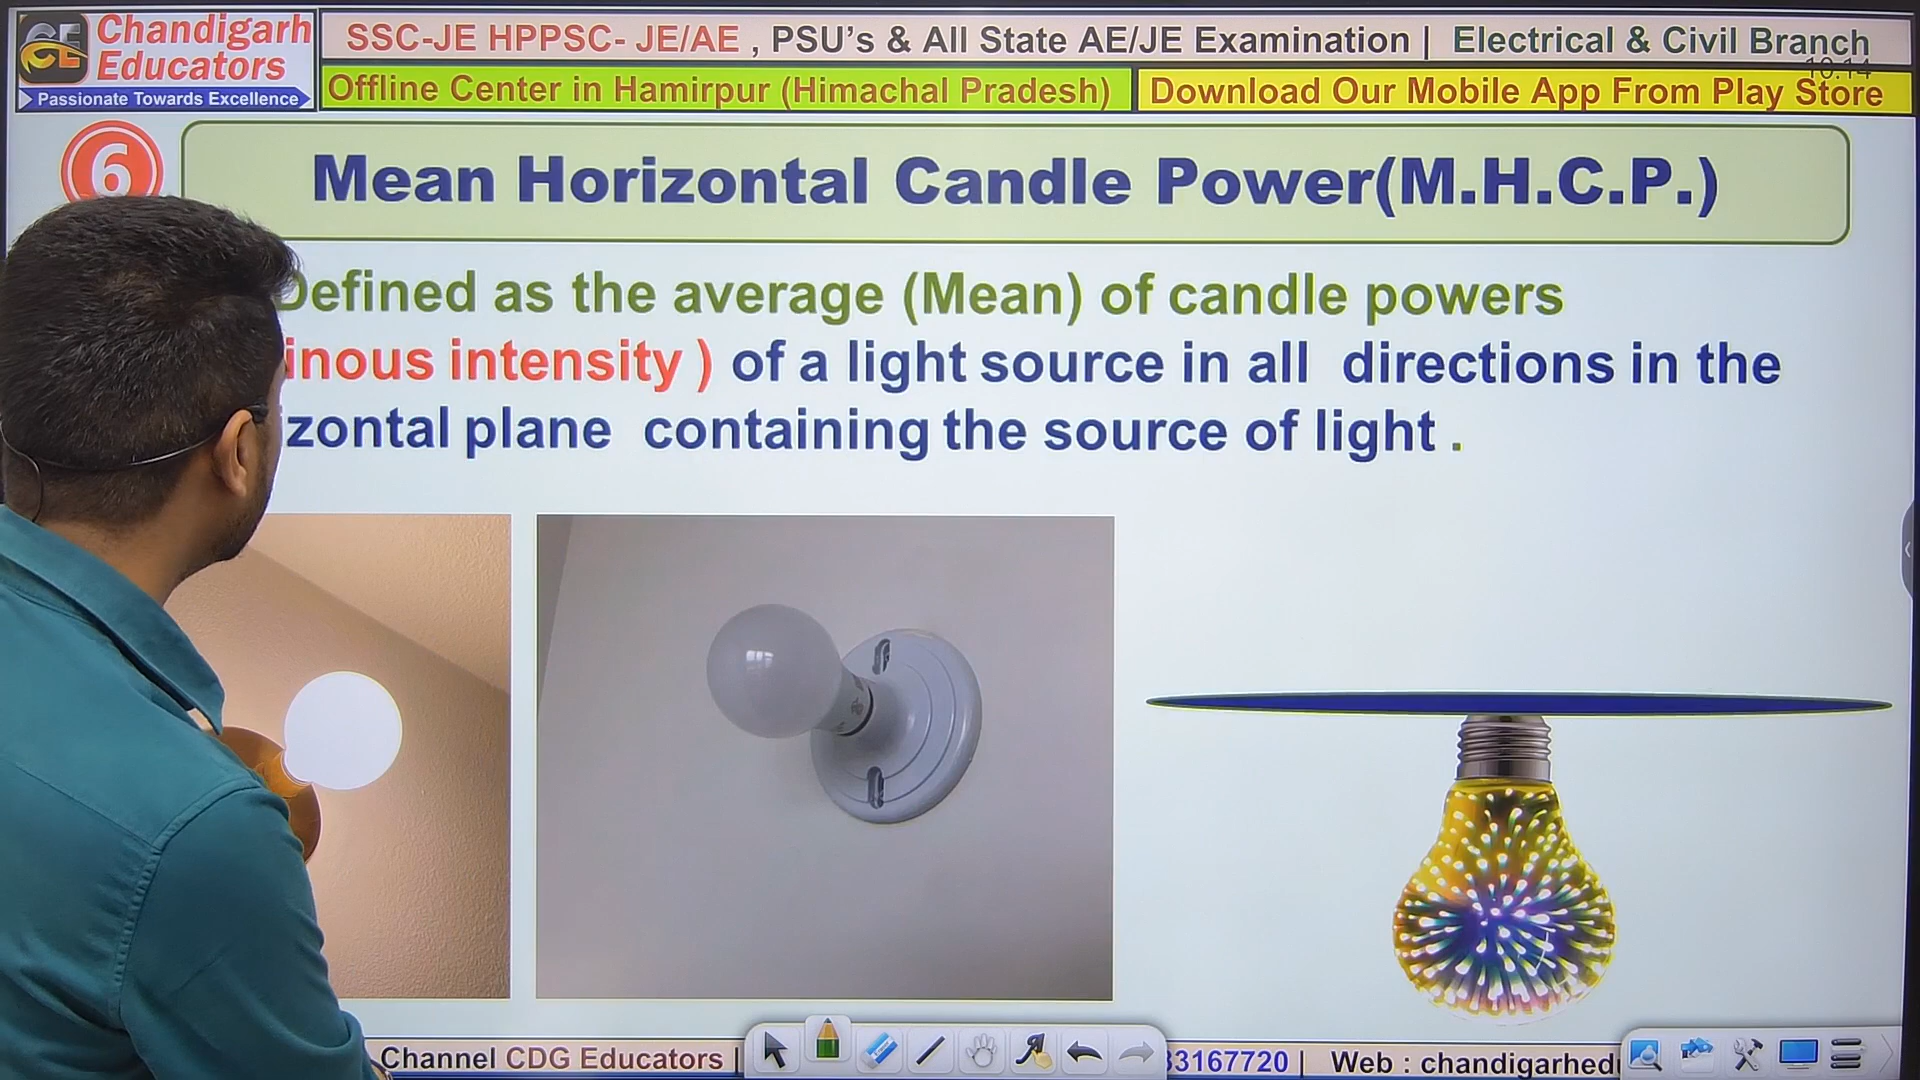 Chandigarh
Educators
Passionate Towards Excellence
SSC-JE HPPSC- JE/AE , PSU's & All State AE/JE Examination | Electrical & Civil Branch
10:14
Offline Center in Hamirpur (Himachal Pradesh)
Download Our Mobile App From Play Store
6
Mean Horizontal Candle Power(M.H.C.P.)
Defined as the average (Mean) of candle powers
inous intensity ) of a light source in all directions in the
izontal plane containing the source of light .
Channel CDG Educators |
33167720 | Web : chandigarhed